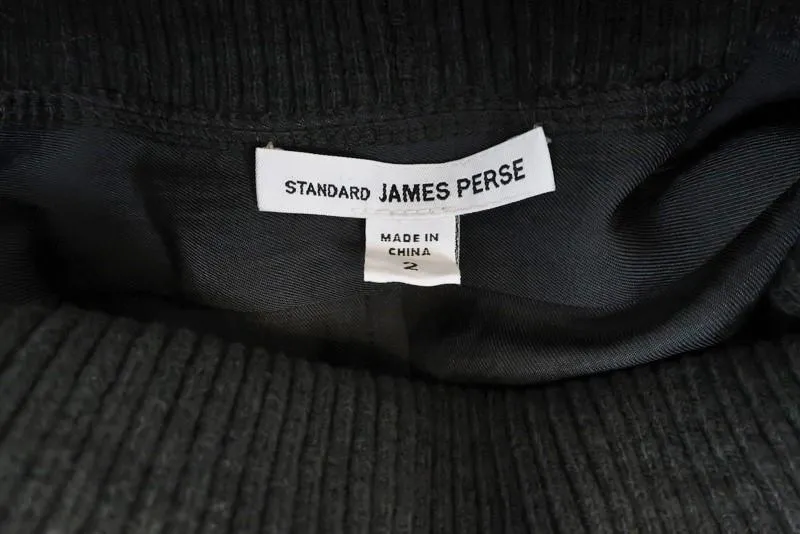 STANDARD JAMES PERSE
MADE IN
CHINA
2